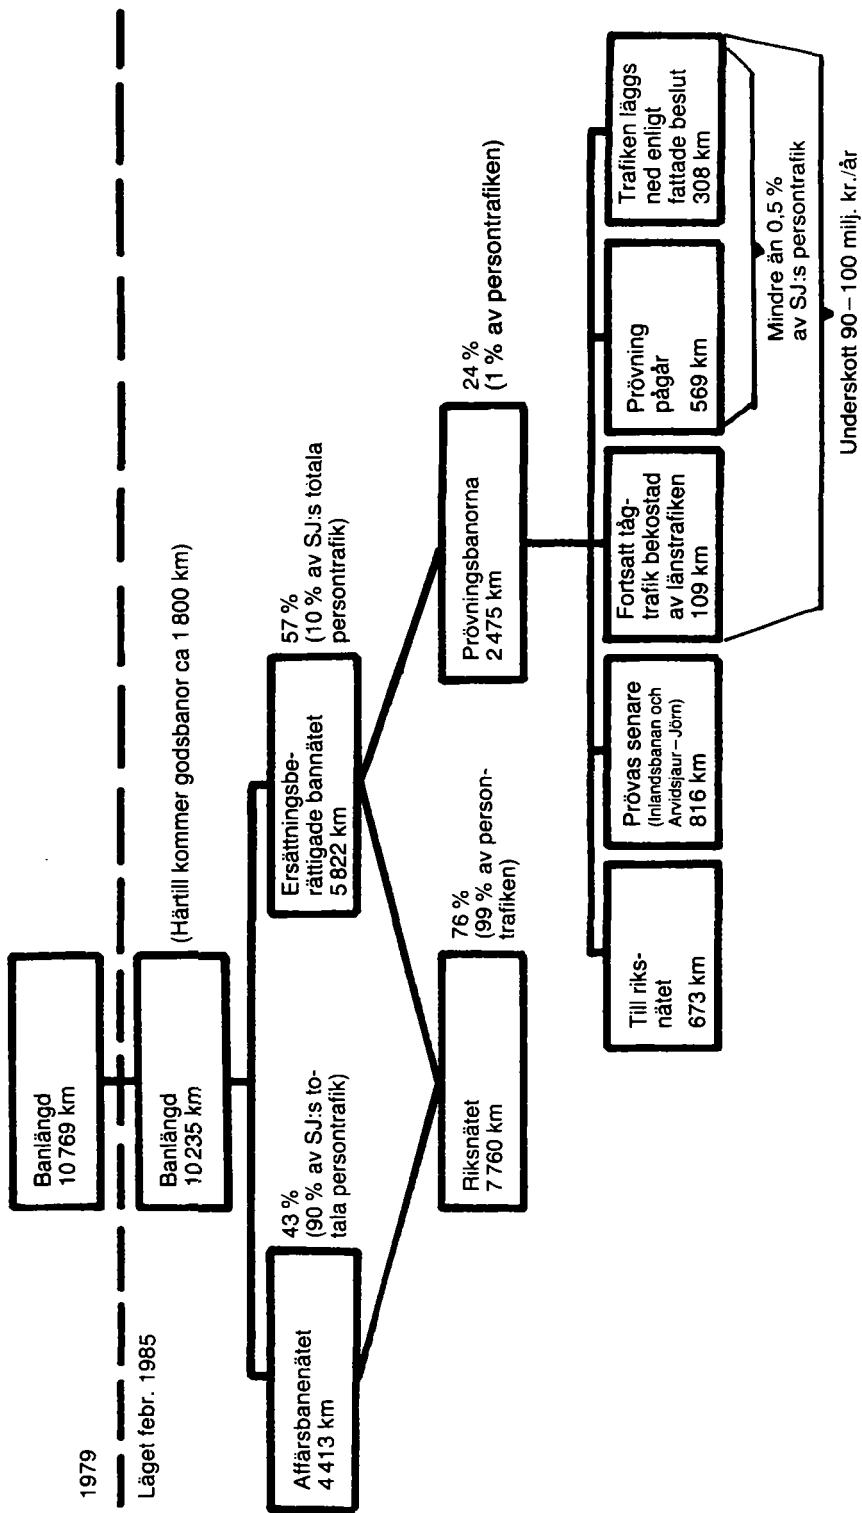 1979
Banlängd
10 769 km
Läget febr. 1985
Banlängd
10 235 km
(Härtill kommer godsbanor ca 1 800 km)
Affärsbanenätet
4 413 km
43 %
(90 % av SJ:s to-
tala persontrafik)
Ersättningsbe-
rättigade bannätet
5 822 km
57 %
(10 % av SJ:s totala
persontrafik)
Riksnätet
7 760 km
76 %
(99 % av person-
trafiken)
Prövningsbanorna
2 475 km
24 %
(1 % av persontrafiken)
Till riks-
nätet
673 km
Prövas senare
(Inlandsbanan och
Arvidsjaur–Jörn)
816 km
Fortsatt tåg-
trafik bekostad
av länstrafiken
109 km
Prövning
pågår
569 km
Trafiken läggs
ned enligt
fattade beslut
308 km
Mindre än 0,5 %
av SJ:s persontrafik
Underskott 90–100 milj. kr./år